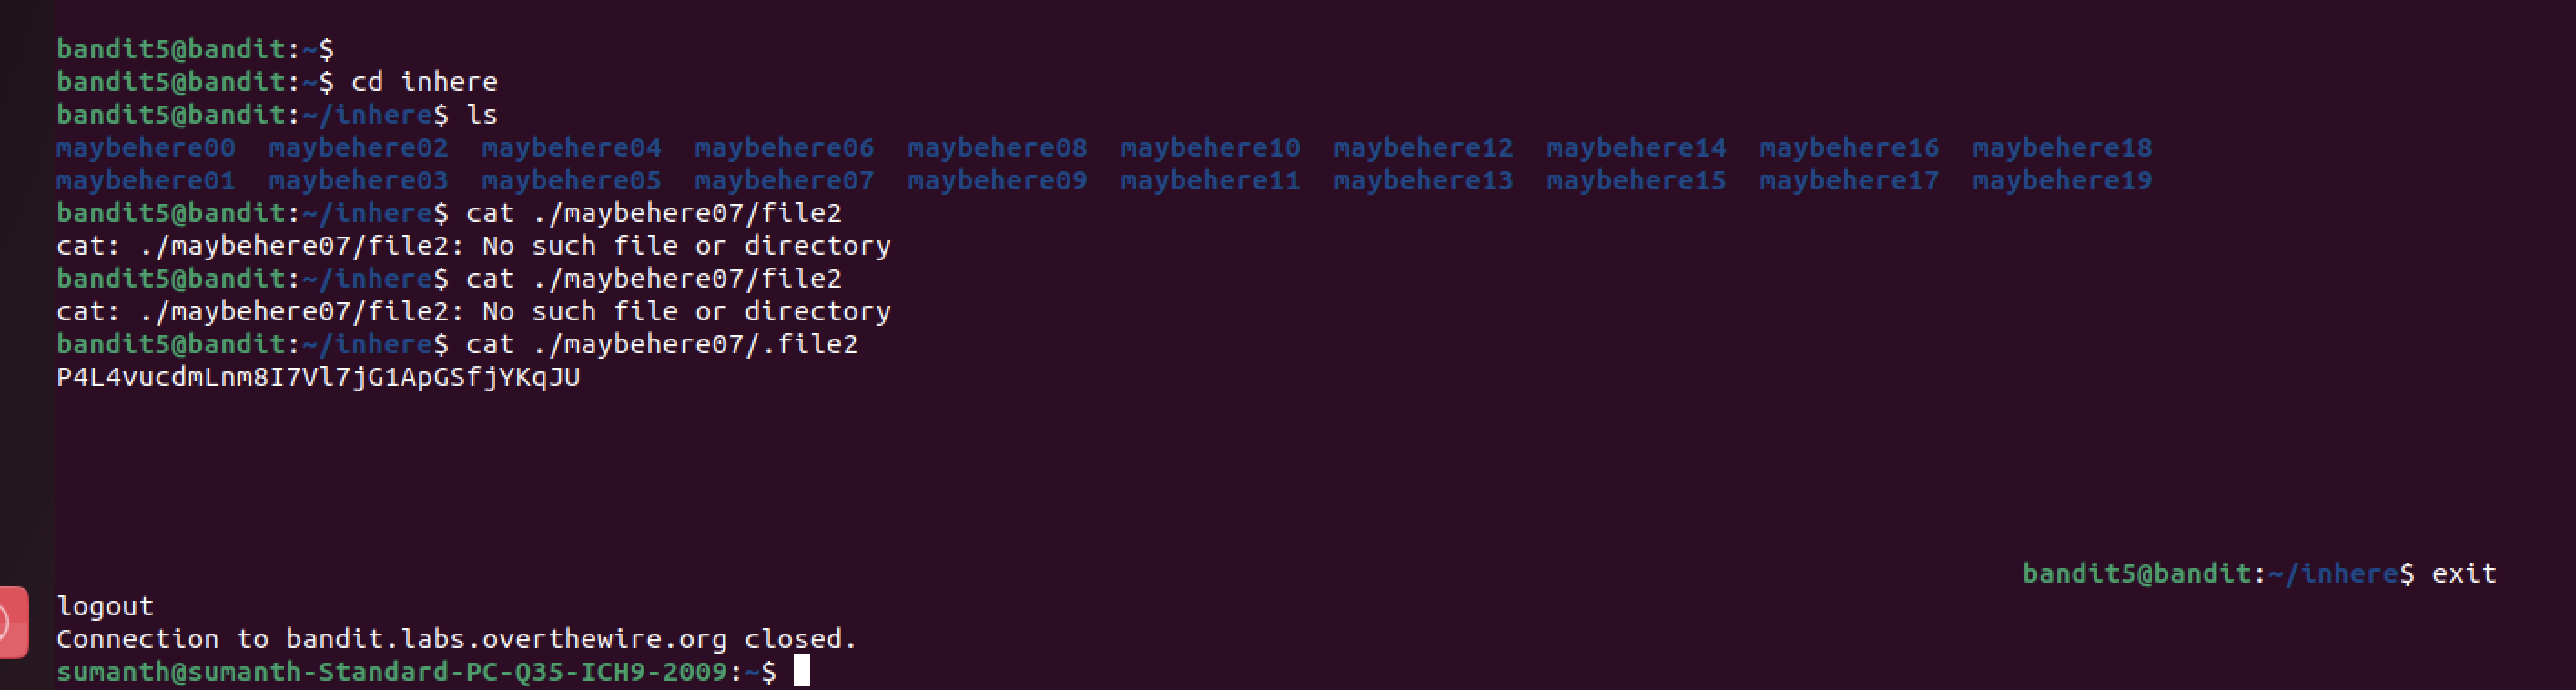 bandit5@bandit:~$
bandit5@bandit:~$ cd inhere
bandit5@bandit:~/inhere$ ls
maybehere00  maybehere02  maybehere04  maybehere06  maybehere08  maybehere10  maybehere12  maybehere14  maybehere16  maybehere18
maybehere01  maybehere03  maybehere05  maybehere07  maybehere09  maybehere11  maybehere13  maybehere15  maybehere17  maybehere19
bandit5@bandit:~/inhere$ cat ./maybehere07/file2
cat: ./maybehere07/file2: No such file or directory
bandit5@bandit:~/inhere$ cat ./maybehere07/file2
cat: ./maybehere07/file2: No such file or directory
bandit5@bandit:~/inhere$ cat ./maybehere07/.file2
P4L4vucdmLnm8I7Vl7jG1ApGSfjYKqJU
bandit5@bandit:~/inhere$ exit
logout
Connection to bandit.labs.overthewire.org closed.
sumanth@sumanth-Standard-PC-Q35-ICH9-2009:~$